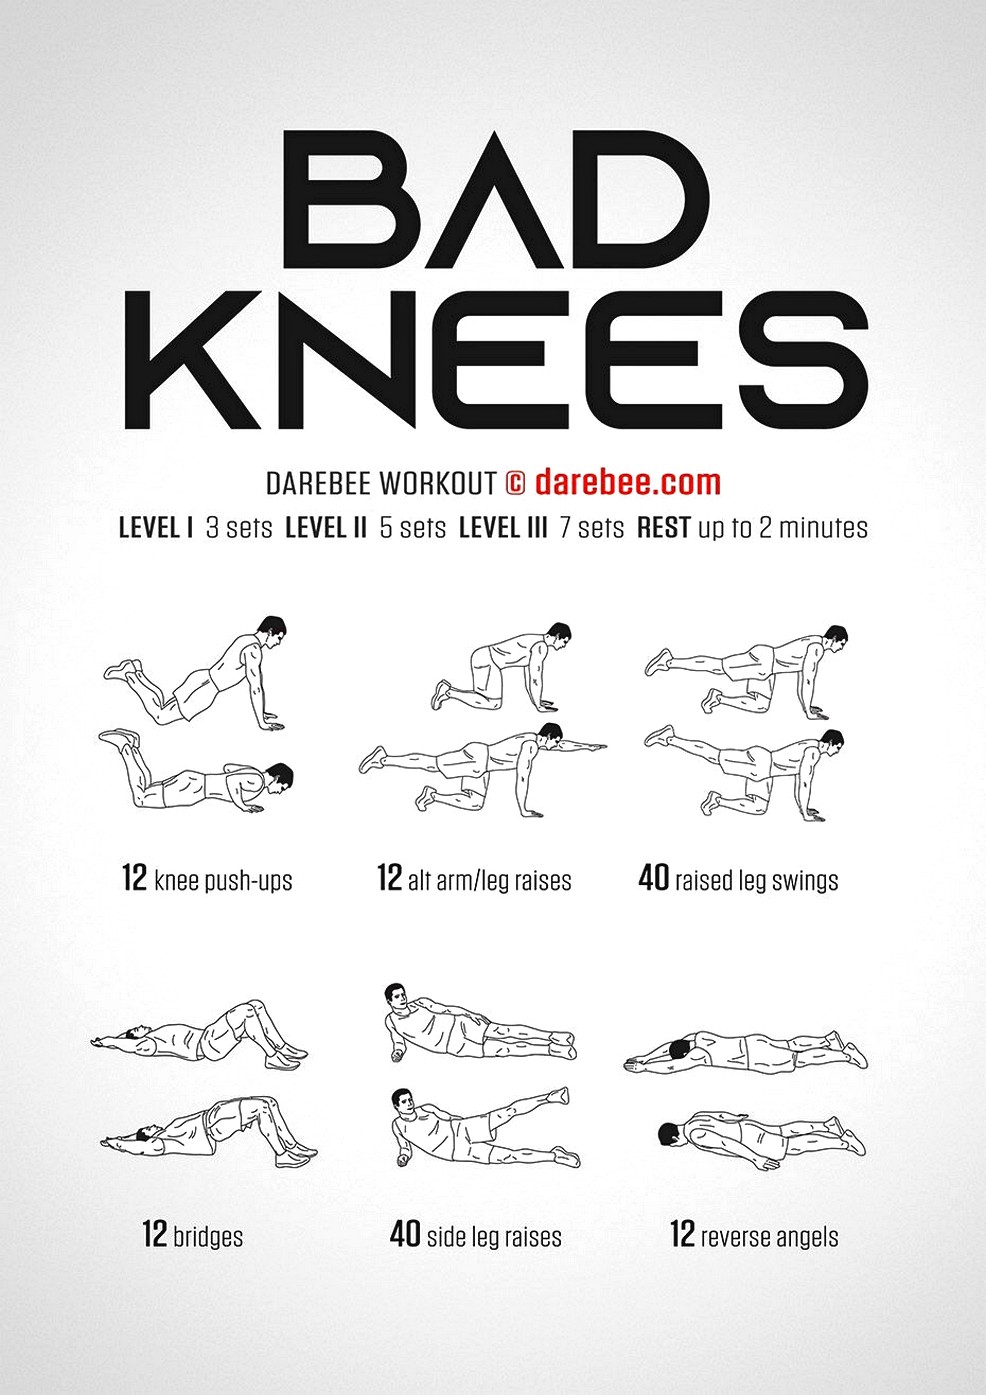 BAD
KNEES
DAREBEE WORKOUT © darebee.com
LEVEL I 3 sets LEVEL II 5 sets LEVEL III 7 sets REST up to 2 minutes
12 knee push-ups
12 alt arm/leg raises
40 raised leg swings
12 bridges
40 side leg raises
12 reverse angels